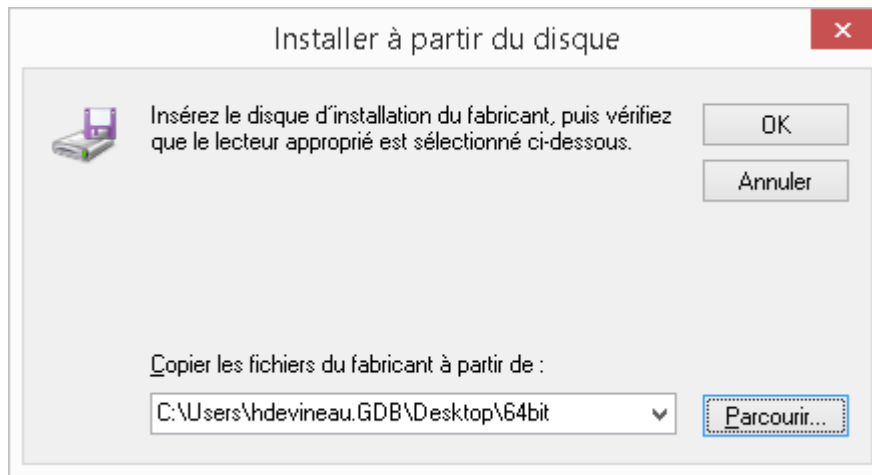 Installer à partir du disque
Insérez le disque d'installation du fabricant, puis vérifiez
que le lecteur approprié est sélectionné ci-dessous.
OK
Annuler
Copier les fichiers du fabricant à partir de :
C:\Users\hdevineau.GDB\Desktop\64bit
Parcourir...